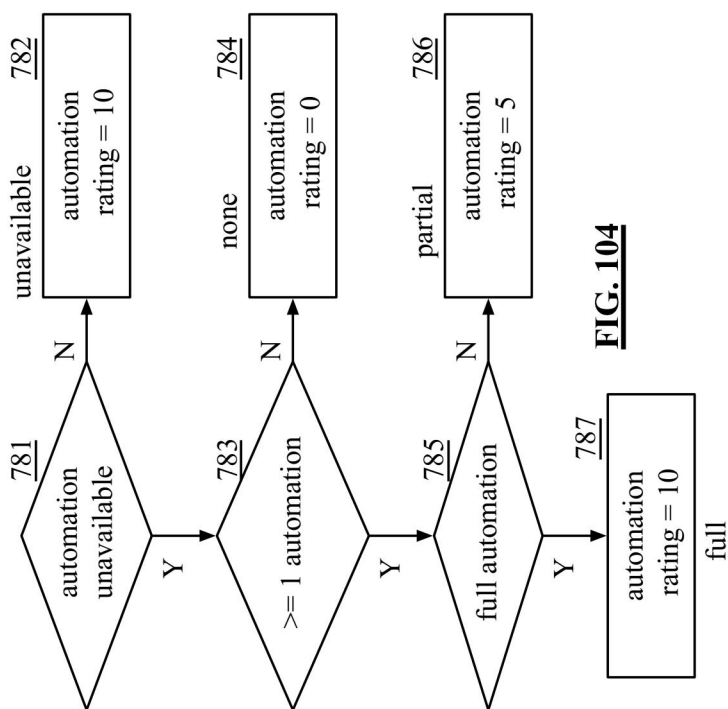 781
automation
unavailable
N
unavailable
782
automation
rating = 10
Y
783
>= 1 automation
N
none
784
automation
rating = 0
Y
785
full automation
N
partial
786
automation
rating = 5
Y
787
automation
rating = 10
full
FIG. 104